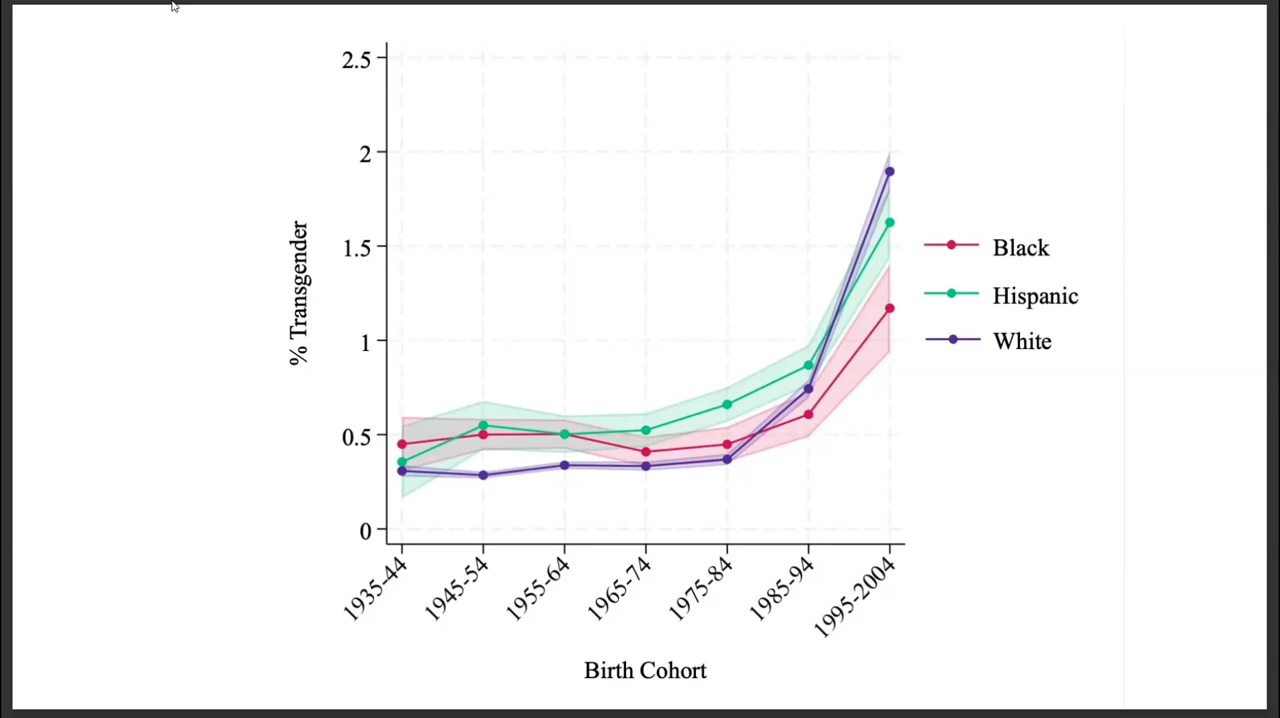 2.5
2
1.5
1
0.5
0
% Transgender
1935-44
1945-54
1955-64
1965-74
1975-84
1985-94
1995-2004
Birth Cohort
Black
Hispanic
White